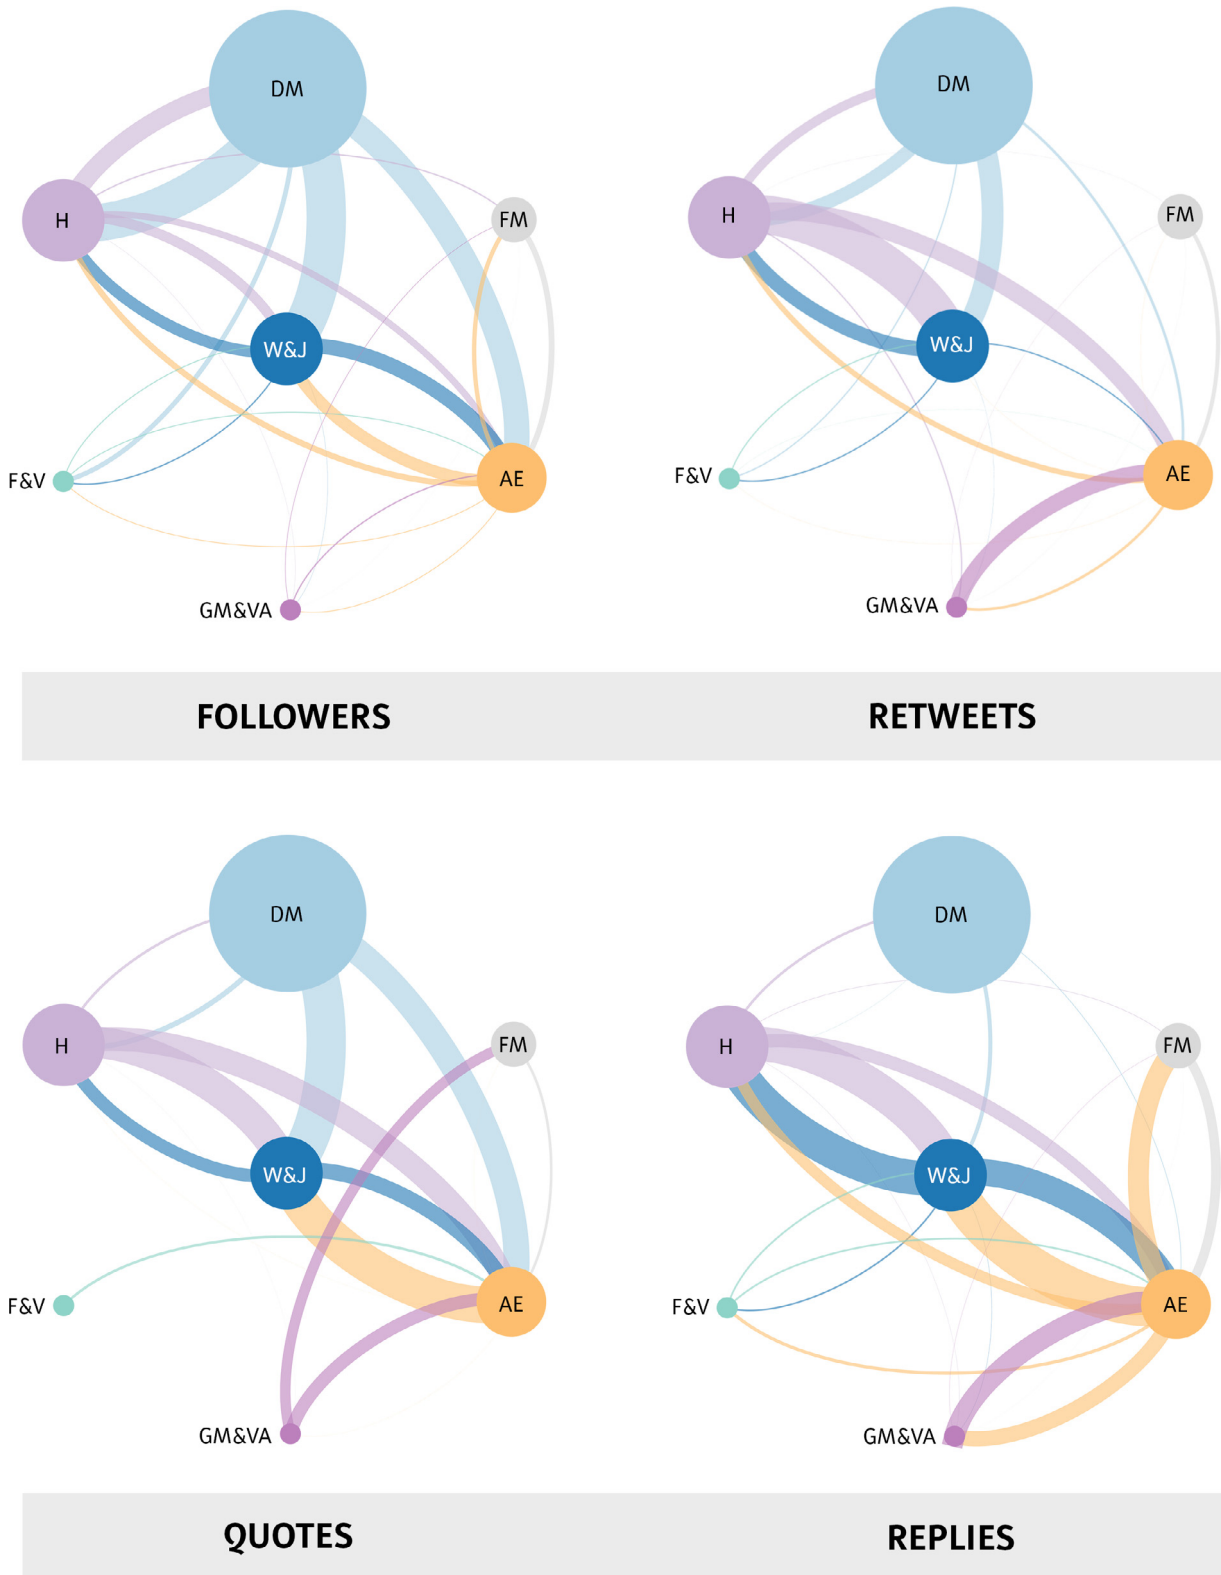 DM
H
FM
W&J
F&V
AE
GM&VA
DM
H
FM
W&J
F&V
AE
GM&VA
FOLLOWERS
RETWEETS
DM
H
FM
W&J
F&V
AE
GM&VA
DM
H
FM
W&J
F&V
AE
GM&VA
QUOTES
REPLIES